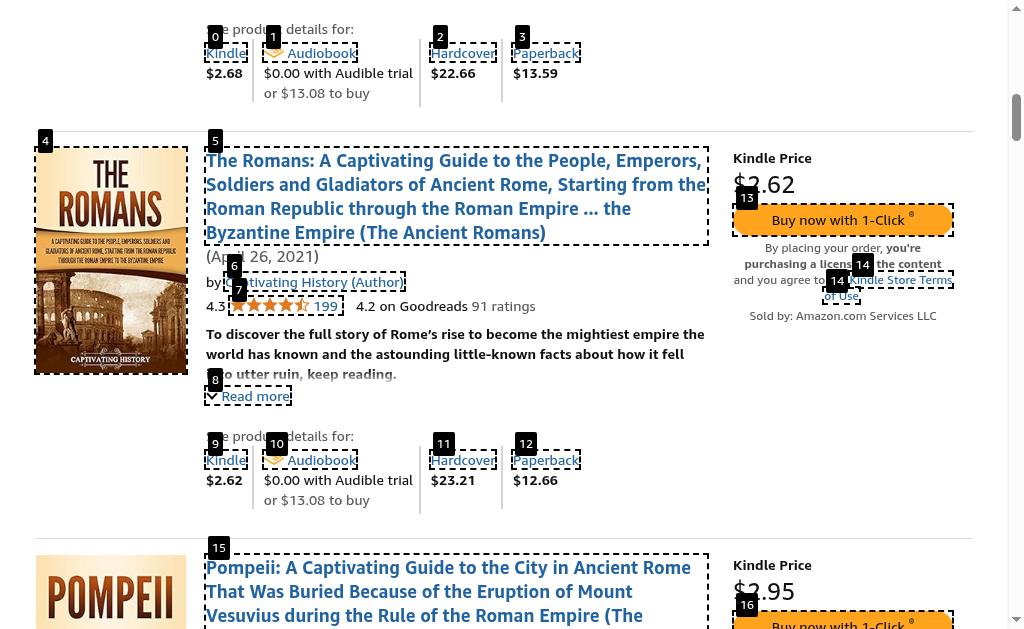 See product details for:
0 1 2 3
Kindle Audiobook Hardcover Paperback
$2.68 $0.00 with Audible trial $22.66 $13.59
or $13.08 to buy
4
THE
ROMANS
A CAPTIVATING GUIDE TO THE PEOPLE, EMPERORS, SOLDIERS AND
GLADIATORS OF ANCIENT ROME, STARTING FROM THE ROMAN REPUBLIC
THROUGH THE ROMAN EMPIRE TO THE BYZANTINE EMPIRE
CAPTIVATING HISTORY
5
The Romans: A Captivating Guide to the People, Emperors,
Soldiers and Gladiators of Ancient Rome, Starting from the
Roman Republic through the Roman Empire ... the
Byzantine Empire (The Ancient Romans)
(April 26, 2021)
6
by Captivating History (Author)
7
4.3 199 4.2 on Goodreads 91 ratings
To discover the full story of Rome's rise to become the mightiest empire the
world has known and the astounding little-known facts about how it fell
into utter ruin, keep reading.
8
Read more
See product details for:
9 10 11 12
Kindle Audiobook Hardcover Paperback
$2.62 $0.00 with Audible trial $23.21 $12.66
or $13.08 to buy
Kindle Price
$2.62
13
Buy now with 1-Click ®
By placing your order, you're
purchasing a license to the content
14
and you agree to Kindle Store Terms
14
of Use
Sold by: Amazon.com Services LLC
POMPEII
15
Pompeii: A Captivating Guide to the City in Ancient Rome
That Was Buried Because of the Eruption of Mount
Vesuvius during the Rule of the Roman Empire (The
Kindle Price
$2.95
16
Buy now with 1-Click ®